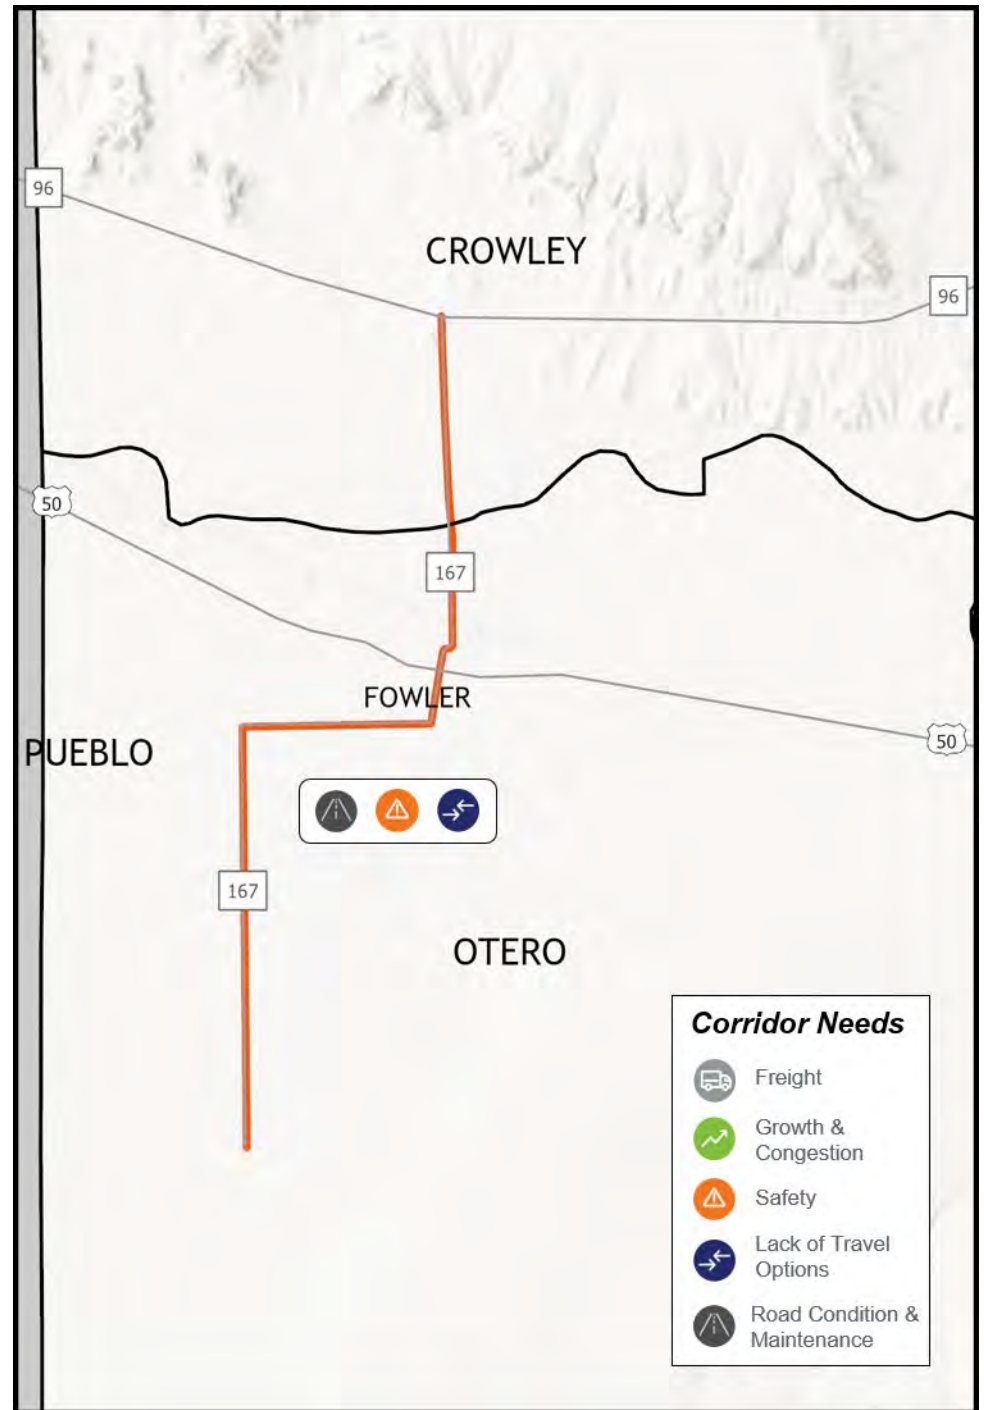 96
CROWLEY
96
50
167
FOWLER
50
PUEBLO
167
OTERO
Corridor Needs
Freight
Growth &
Congestion
Safety
Lack of Travel
Options
Road Condition &
Maintenance